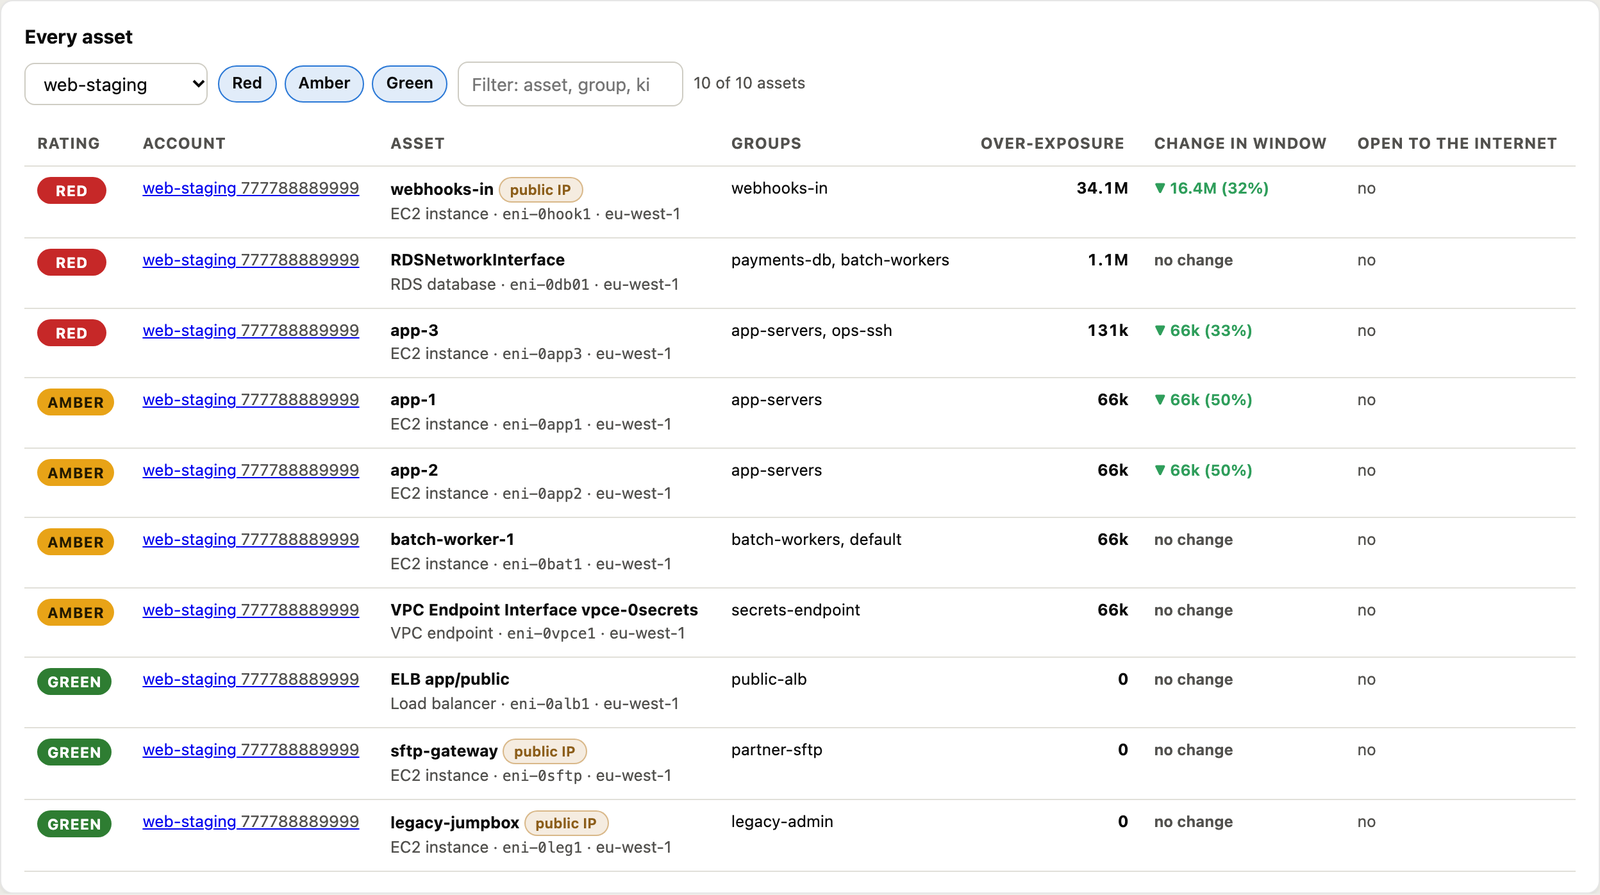 Every asset
web-staging Red Amber Green Filter: asset, group, ki 10 of 10 assets
RATING ACCOUNT ASSET GROUPS OVER-EXPOSURE CHANGE IN WINDOW OPEN TO THE INTERNET
RED web-staging 777788889999 webhooks-in public IP webhooks-in 34.1M ▼ 16.4M (32%) no
EC2 instance · eni-0hook1 · eu-west-1
RED web-staging 777788889999 RDSNetworkInterface payments-db, batch-workers 1.1M no change no
RDS database · eni-0db01 · eu-west-1
RED web-staging 777788889999 app-3 app-servers, ops-ssh 131k ▼ 66k (33%) no
EC2 instance · eni-0app3 · eu-west-1
AMBER web-staging 777788889999 app-1 app-servers 66k ▼ 66k (50%) no
EC2 instance · eni-0app1 · eu-west-1
AMBER web-staging 777788889999 app-2 app-servers 66k ▼ 66k (50%) no
EC2 instance · eni-0app2 · eu-west-1
AMBER web-staging 777788889999 batch-worker-1 batch-workers, default 66k no change no
EC2 instance · eni-0bat1 · eu-west-1
AMBER web-staging 777788889999 VPC Endpoint Interface vpce-0secrets secrets-endpoint 66k no change no
VPC endpoint · eni-0vpce1 · eu-west-1
GREEN web-staging 777788889999 ELB app/public public-alb 0 no change no
Load balancer · eni-0alb1 · eu-west-1
GREEN web-staging 777788889999 sftp-gateway public IP partner-sftp 0 no change no
EC2 instance · eni-0sftp · eu-west-1
GREEN web-staging 777788889999 legacy-jumpbox public IP legacy-admin 0 no change no
EC2 instance · eni-0leg1 · eu-west-1